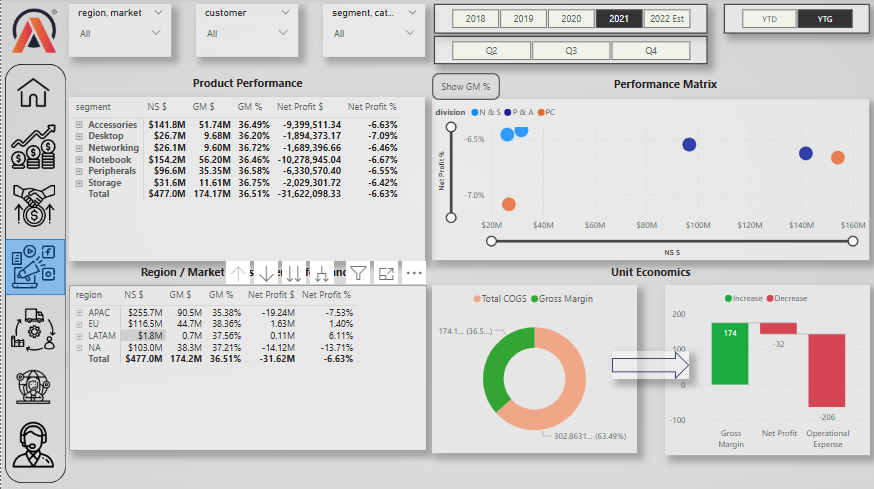 region, market
All
customer
All
segment, cat...
All
2018 2019 2020 2021 2022 Est
Q2 Q3 Q4
YTD YTG
Product Performance
segment NS $ GM $ GM % Net Profit $ Net Profit %
Accessories $141.8M 51.74M 36.49% -9,399,511.34 -6.63%
Desktop $26.7M 9.68M 36.20% -1,894,373.17 -7.09%
Networking $26.1M 9.60M 36.72% -1,689,396.66 -6.46%
Notebook $154.2M 56.20M 36.46% -10,278,945.04 -6.67%
Peripherals $96.6M 35.35M 36.58% -6,330,570.40 -6.55%
Storage $31.6M 11.61M 36.75% -2,029,301.72 -6.42%
Total $477.0M 174.17M 36.51% -31,622,098.33 -6.63%
Show GM %
Performance Matrix
division N & S P & A PC
Net Profit %
-6.5%
-7.0%
$20M $40M $60M $80M $100M $120M $140M $160M
NS $
Region / Market
region NS $ GM $ GM % Net Profit $ Net Profit %
APAC $255.7M 90.5M 35.38% -19.24M -7.53%
EU $116.5M 44.7M 38.36% 1.63M 1.40%
LATAM $1.8M 0.7M 37.56% 0.11M 6.11%
NA $103.0M 38.3M 37.21% -14.12M -13.71%
Total $477.0M 174.2M 36.51% -31.62M -6.63%
Unit Economics
Total COGS Gross Margin
174.1... (36.5...)
302.8631... (63.49%)
Increase Decrease
200
100
0
-100
174
-32
-206
Gross Margin
Net Profit
Operational Expense